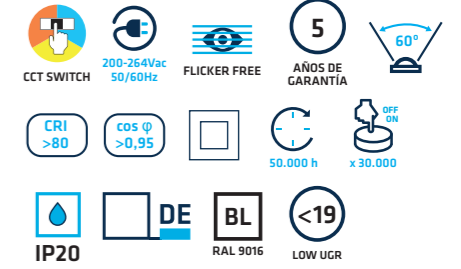 5
60°
CCT SWITCH
200-264Vac
50/60Hz
FLICKER FREE
AÑOS DE
GARANTÍA
CRI
>80
cos φ
>0,95
50.000 h
OFF
ON
x 30.000
IP20
DE
BL
RAL 9016
<19
LOW UGR